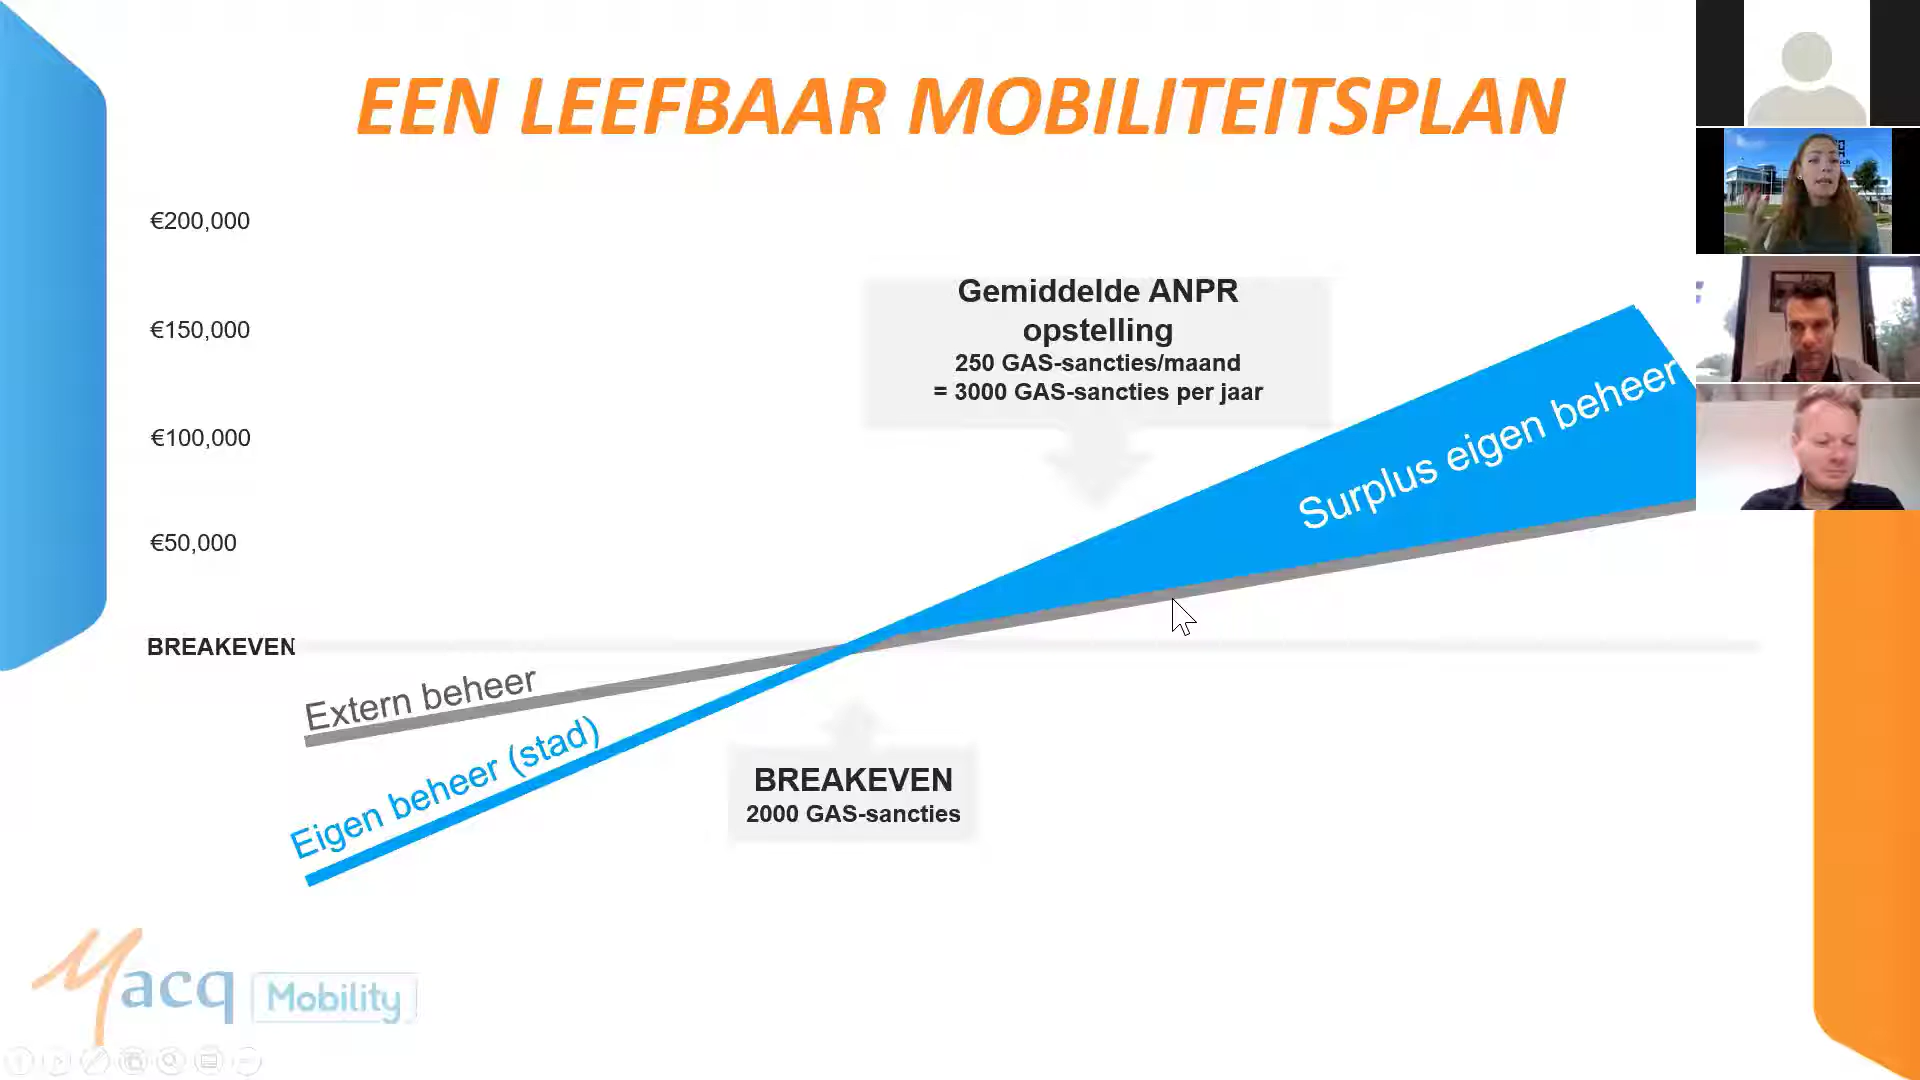 EEN LEEFBAAR MOBILITEITSPLAN
€200,000
Gemiddelde ANPR
opstelling
250 GAS-sancties/maand
= 3000 GAS-sancties per jaar
€150,000
€100,000
€50,000
Surplus eigen beheer
BREAKEVEN
Extern beheer
Eigen beheer (stad)
BREAKEVEN
2000 GAS-sancties
Macq Mobility